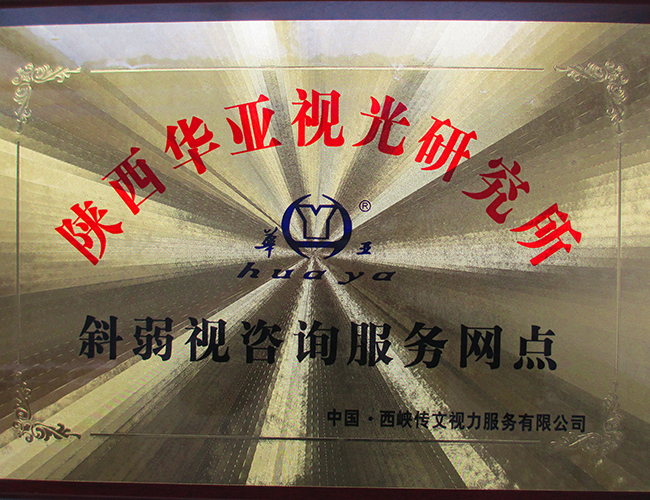 陕西华亚视光研究所
華 亚 ®
huaya
斜弱视咨询服务网点
中国·西峡传文视力服务有限公司